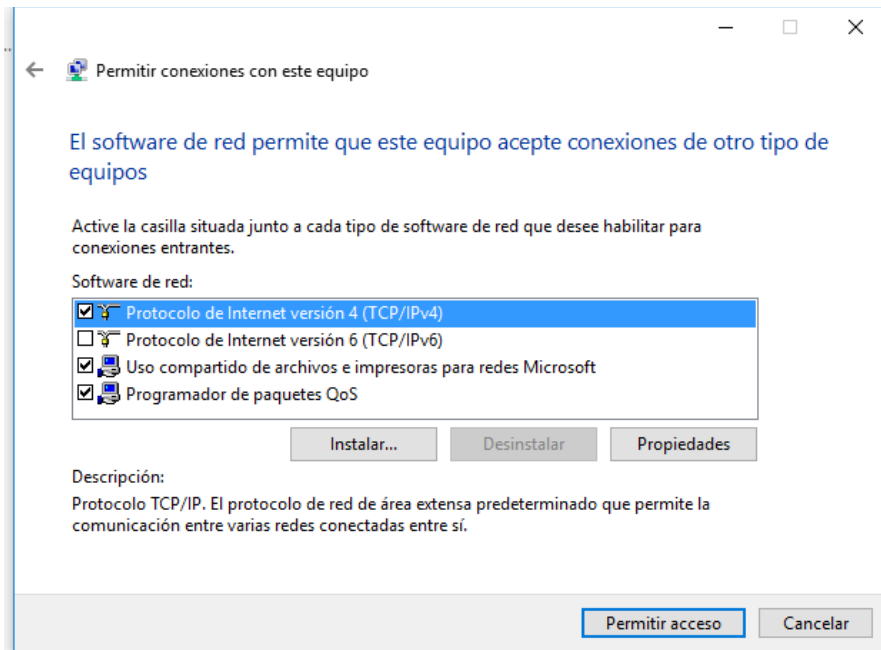 Permitir conexiones con este equipo
El software de red permite que este equipo acepte conexiones de otro tipo de
equipos
Active la casilla situada junto a cada tipo de software de red que desee habilitar para
conexiones entrantes.
Software de red:
Protocolo de Internet versión 4 (TCP/IPv4)
Protocolo de Internet versión 6 (TCP/IPv6)
Uso compartido de archivos e impresoras para redes Microsoft
Programador de paquetes QoS
Instalar... Desinstalar Propiedades
Descripción:
Protocolo TCP/IP. El protocolo de red de área extensa predeterminado que permite la
comunicación entre varias redes conectadas entre sí.
Permitir acceso Cancelar